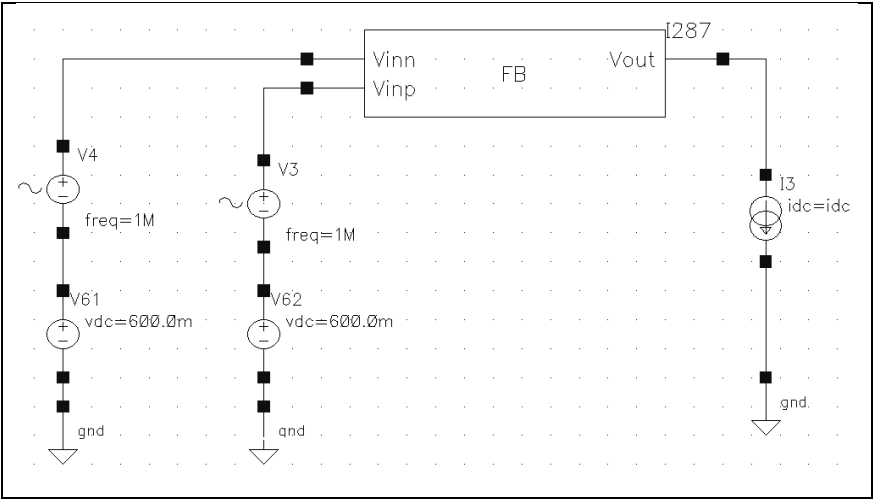 I287
Vinn
FB
Vout
Vinp
V4
V3
I3
idc=idc
freq=1M
freq=1M
V61
V62
vdc=600.0m
vdc=600.0m
gnd
gnd
gnd
+
−
+
−
+
−
+
−